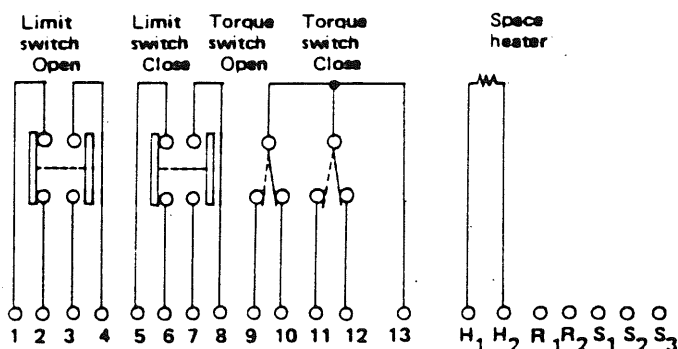 Limit
switch
Open
Limit
switch
Close
Torque
switch
Open
Torque
switch
Close
Space
heater
1 2 3 4 5 6 7 8 9 10 11 12 13 H1 H2 R1 R2 S1 S2 S3